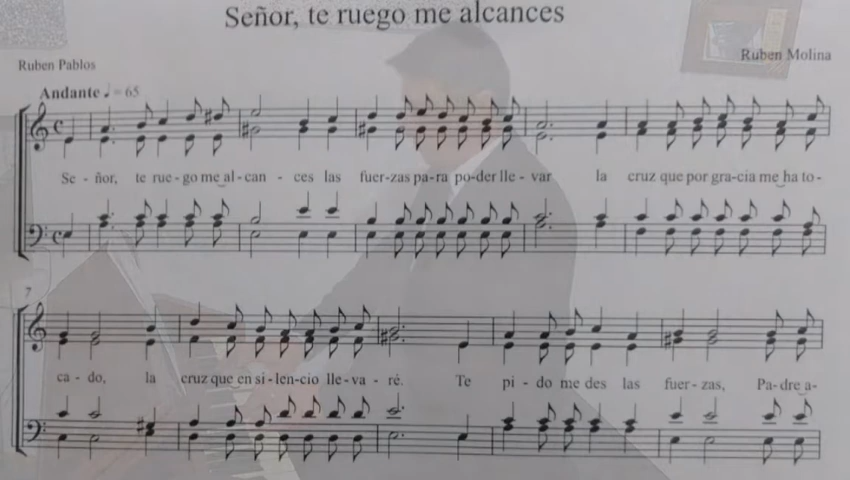 Señor, te ruego me alcances
Ruben Pablos
Ruben Molina
Andante ♩ = 65
Se - ñor, te rue - go me al - can - ces las fuer - zas pa - ra po - der lle - var la cruz que por gra - cia me ha to -
7
ca - do, la cruz que en si - len - cio lle - va - ré. Te pi - do me des las fuer - zas, Pa - dre a -